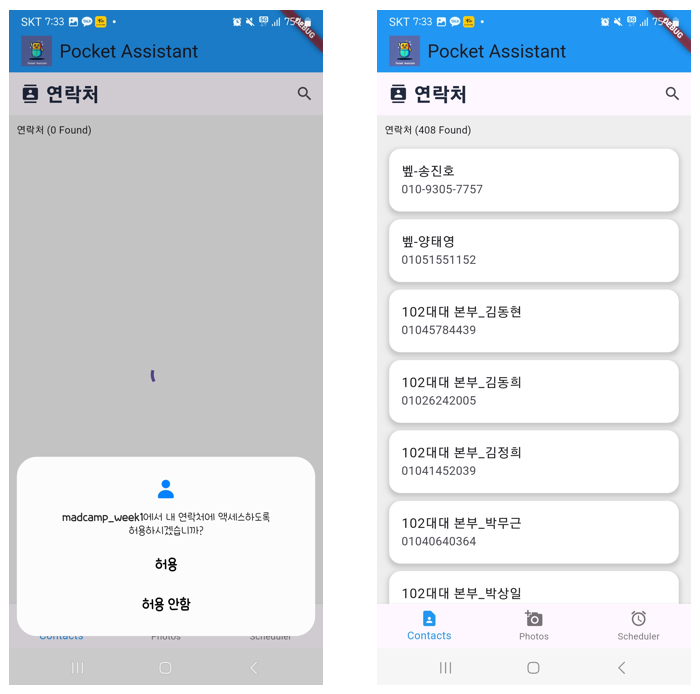 SKT 7:33
75%
DEBUG
Pocket Assistant
연락처
연락처 (0 Found)
madcamp_week1에서 내 연락처에 액세스하도록
허용하시겠습니까?
허용
허용 안함
Contacts
Photos
Scheduler
SKT 7:33
75%
DEBUG
Pocket Assistant
연락처
연락처 (408 Found)
벺-송진호
010-9305-7757
벺-양태영
01051551152
102대대 본부_김동현
01045784439
102대대 본부_김동희
01026242005
102대대 본부_김정희
01041452039
102대대 본부_박무근
01040640364
102대대 본부_박상일
Contacts
Photos
Scheduler